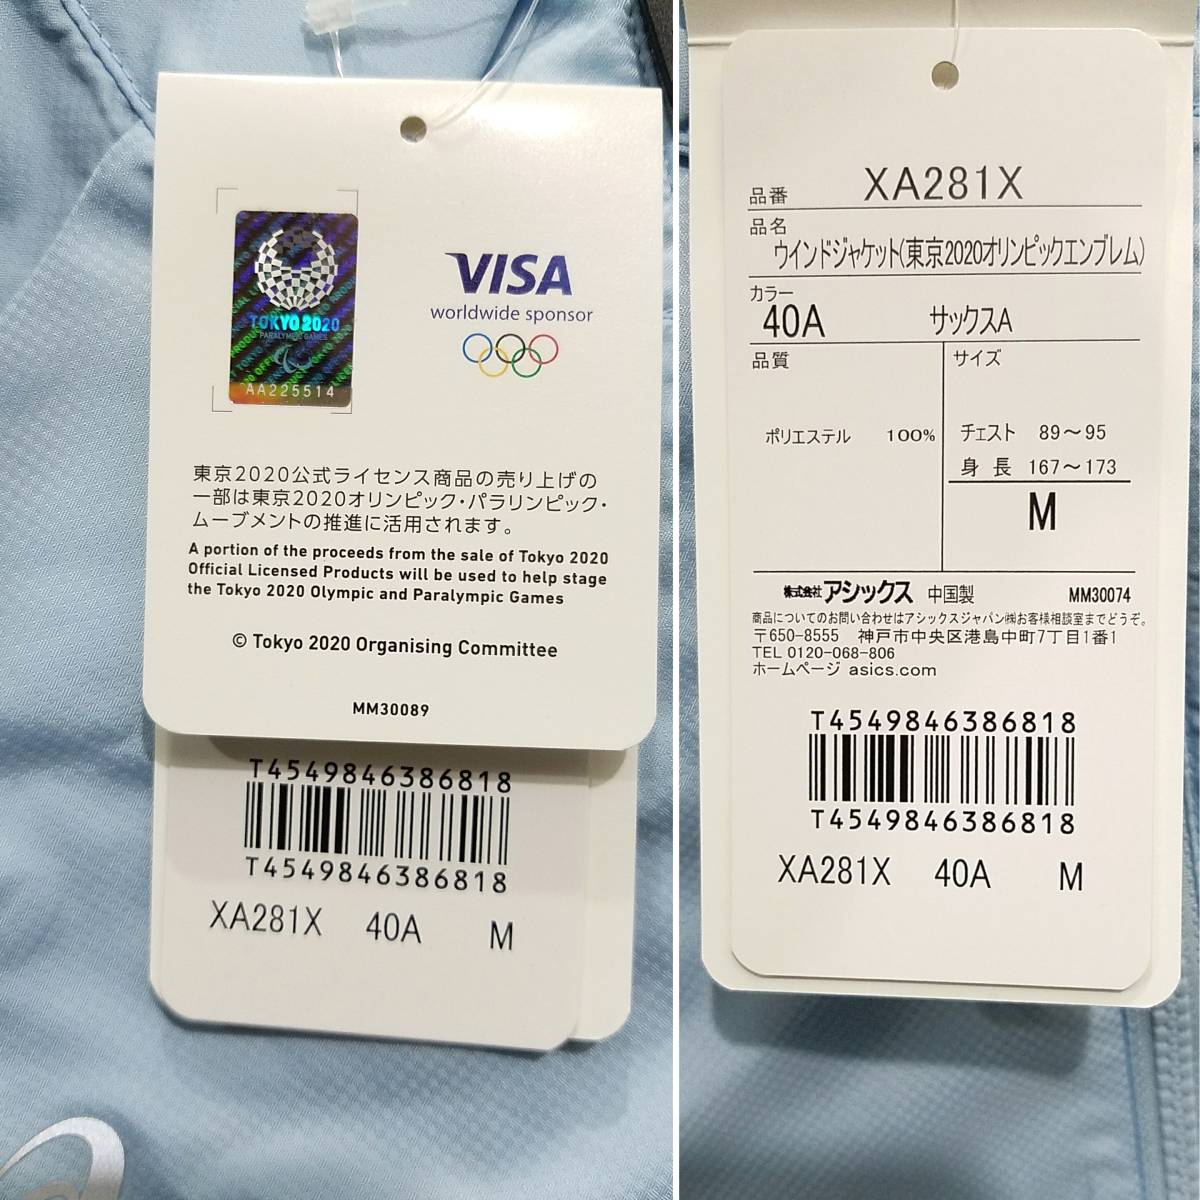 TOKYO 2020
PARALYMPIC GAMES
AA225514
VISA
worldwide sponsor
東京2020公式ライセンス商品の売り上げの
一部は東京2020オリンピック・パラリンピック・
ムーブメントの推進に活用されます。
A portion of the proceeds from the sale of Tokyo 2020
Official Licensed Products will be used to help stage
the Tokyo 2020 Olympic and Paralympic Games
© Tokyo 2020 Organising Committee
MM30089
T4549846386818
T4549846386818
XA281X 40A M
品番 XA281X
品名
ウインドジャケット(東京2020オリンピックエンブレム)
カラー
40A サックスA
品質 サイズ
ポリエステル 100% チェスト 89～95
身長 167～173
M
株式会社アシックス 中国製 MM30074
商品についてのお問い合わせはアシックスジャパン㈱お客様相談室までどうぞ。
〒650-8555 神戸市中央区港島中町7丁目1番1
TEL 0120-068-806
ホームページ asics.com
T4549846386818
T4549846386818
XA281X 40A M